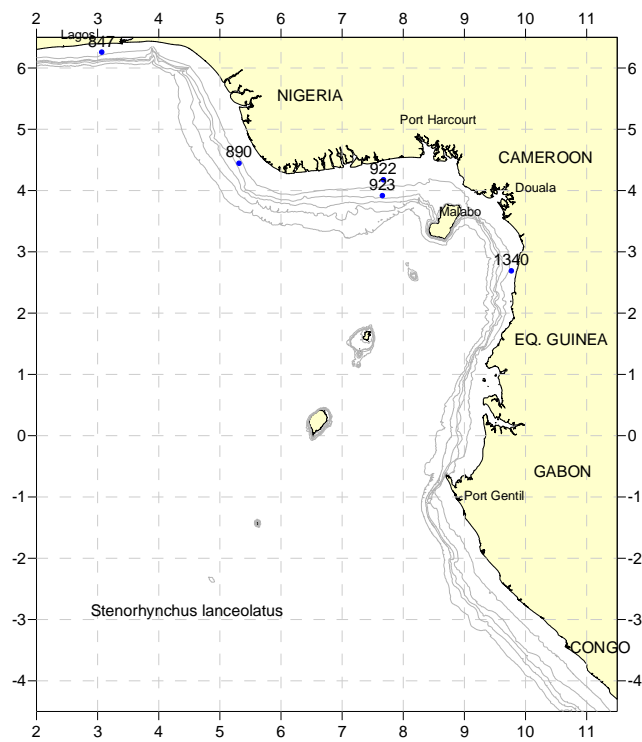 2 3 4 5 6 7 8 9 10 11
Lagos
847
6 6
NIGERIA
5 5
Port Harcourt
890
CAMEROON
922
4 4
923
Douala
Malabo
3 3
1340
2 2
EQ. GUINEA
1 1
0 0
GABON
-1 -1
Port Gentil
-2 -2
Stenorhynchus lanceolatus
-3 -3
CONGO
-4 -4
2 3 4 5 6 7 8 9 10 11